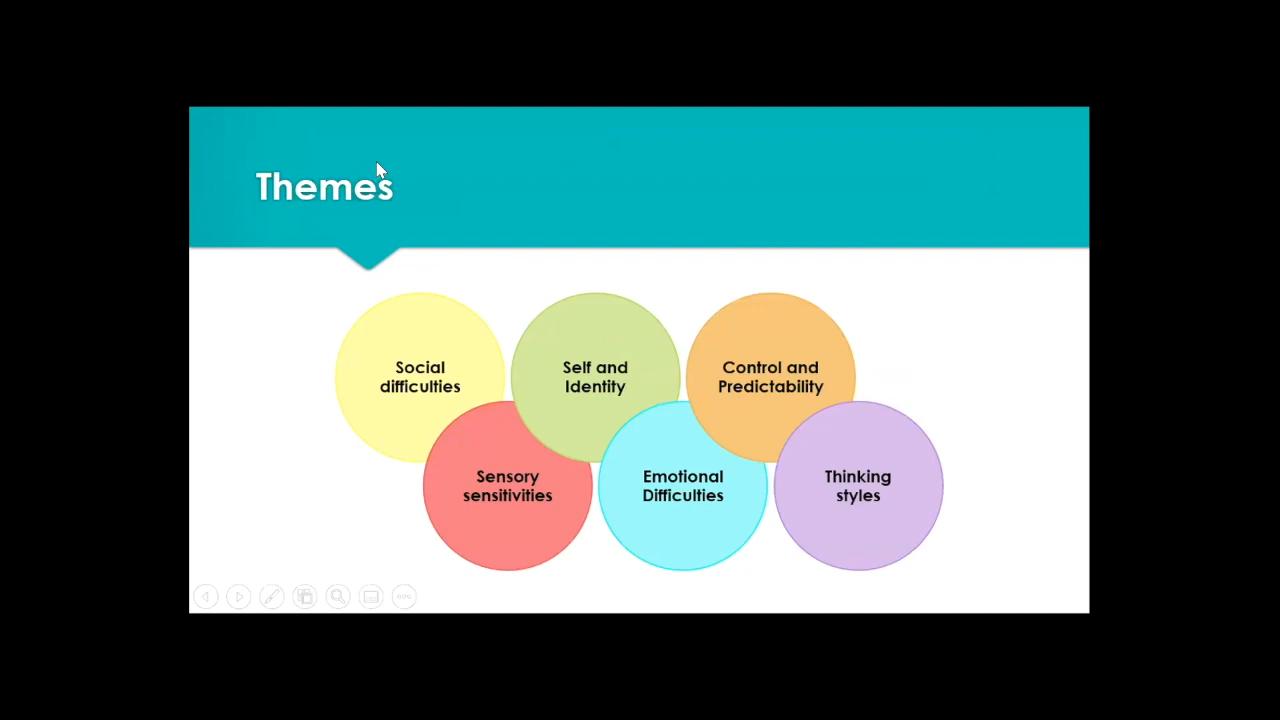 Themes
Social
difficulties
Self and
Identity
Control and
Predictability
Sensory
sensitivities
Emotional
Difficulties
Thinking
styles